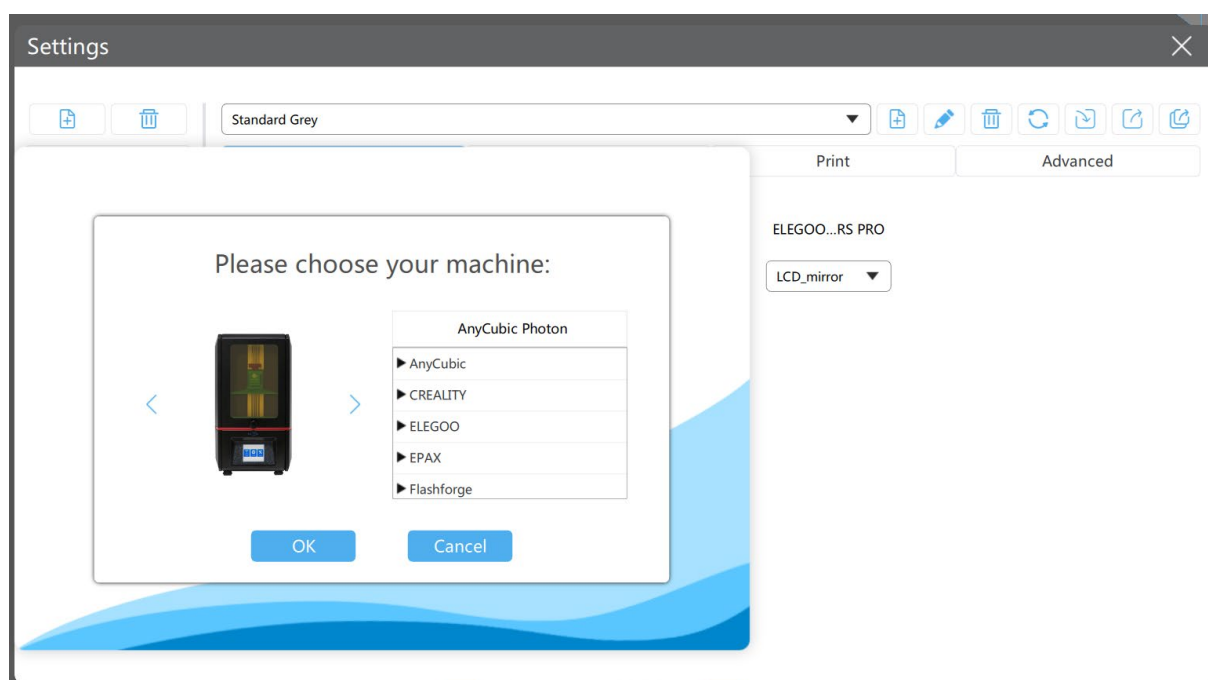 Settings
Standard Grey
Print
Advanced
ELEGOO...RS PRO
LCD_mirror
Please choose your machine:
AnyCubic Photon
AnyCubic
CREALITY
ELEGOO
EPAX
Flashforge
OK
Cancel